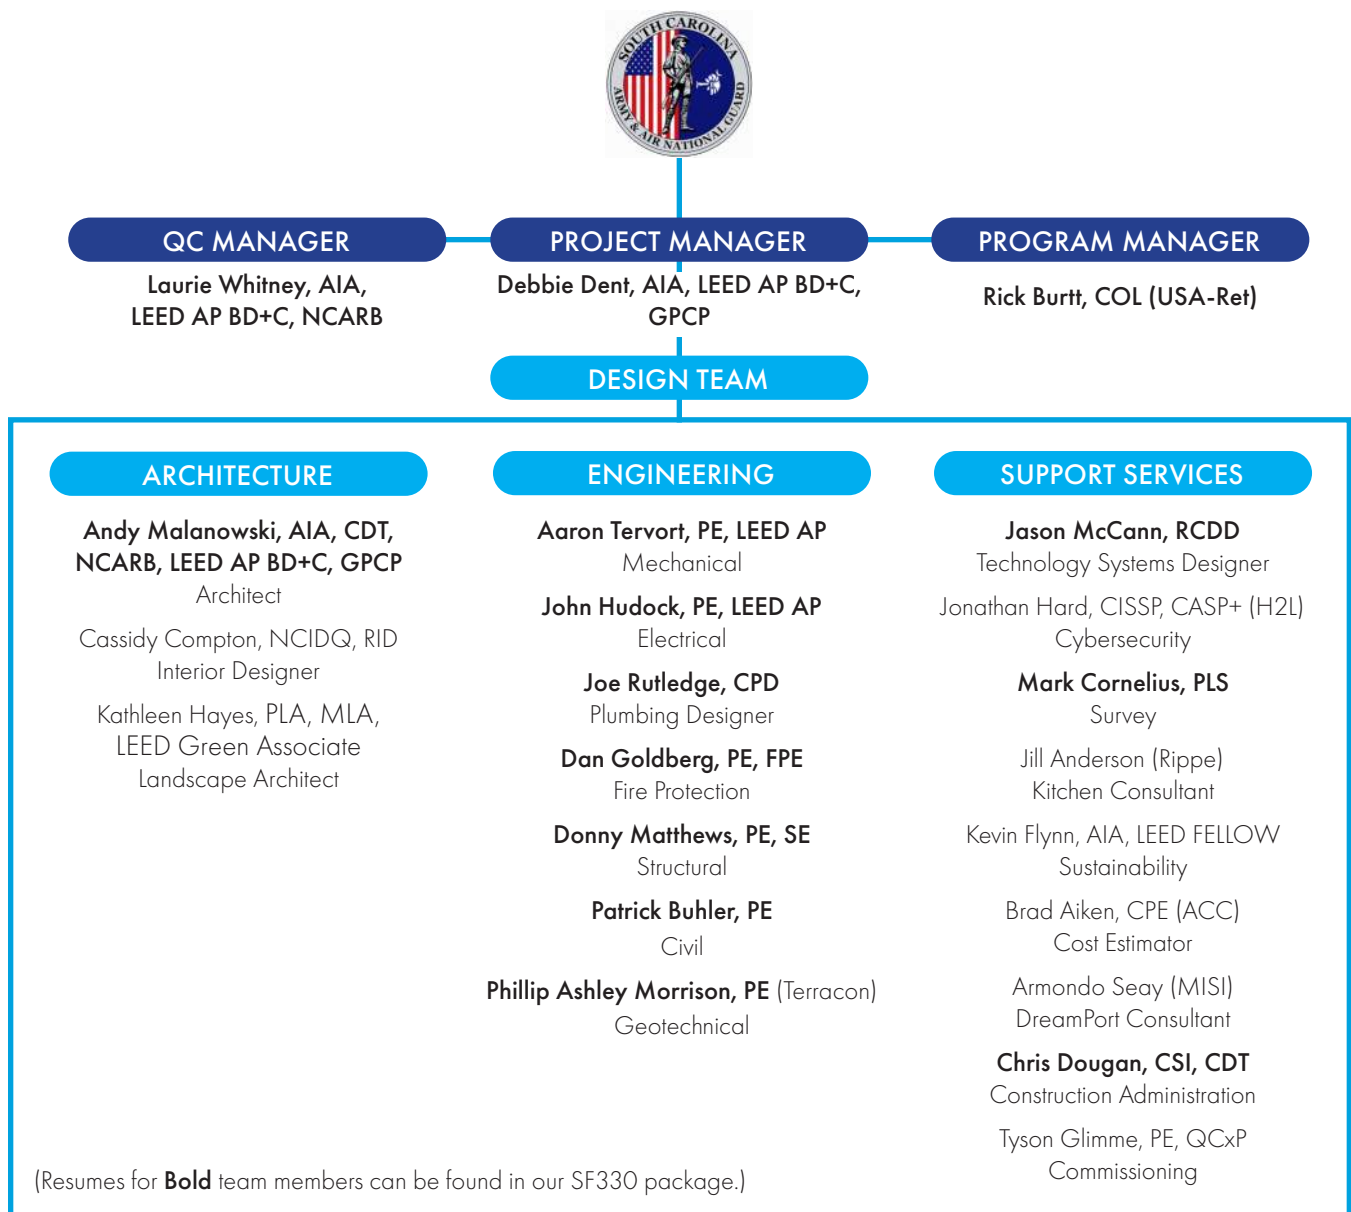 SOUTH CAROLINA
ARMY & AIR NATIONAL GUARD
QC MANAGER
Laurie Whitney, AIA,
LEED AP BD+C, NCARB
PROJECT MANAGER
Debbie Dent, AIA, LEED AP BD+C,
GPCP
PROGRAM MANAGER
Rick Burtt, COL (USA-Ret)
DESIGN TEAM
ARCHITECTURE
Andy Malanowski, AIA, CDT,
NCARB, LEED AP BD+C, GPCP
Architect
Cassidy Compton, NCIDQ, RID
Interior Designer
Kathleen Hayes, PLA, MLA,
LEED Green Associate
Landscape Architect
ENGINEERING
Aaron Tervort, PE, LEED AP
Mechanical
John Hudock, PE, LEED AP
Electrical
Joe Rutledge, CPD
Plumbing Designer
Dan Goldberg, PE, FPE
Fire Protection
Donny Matthews, PE, SE
Structural
Patrick Buhler, PE
Civil
Phillip Ashley Morrison, PE (Terracon)
Geotechnical
SUPPORT SERVICES
Jason McCann, RCDD
Technology Systems Designer
Jonathan Hard, CISSP, CASP+ (H2L)
Cybersecurity
Mark Cornelius, PLS
Survey
Jill Anderson (Rippe)
Kitchen Consultant
Kevin Flynn, AIA, LEED FELLOW
Sustainability
Brad Aiken, CPE (ACC)
Cost Estimator
Armondo Seay (MISI)
DreamPort Consultant
Chris Dougan, CSI, CDT
Construction Administration
Tyson Glimme, PE, QCxP
Commissioning
(Resumes for Bold team members can be found in our SF330 package.)